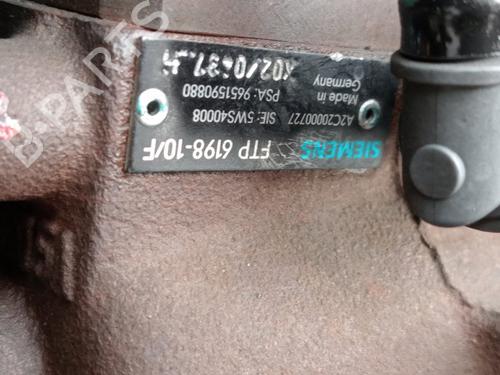 SIEMENS
FTP 6198-10/F
A2C20000727
SIE: 5WS40008
Made in
Germany
PSA: 9651590880
B-PARTS